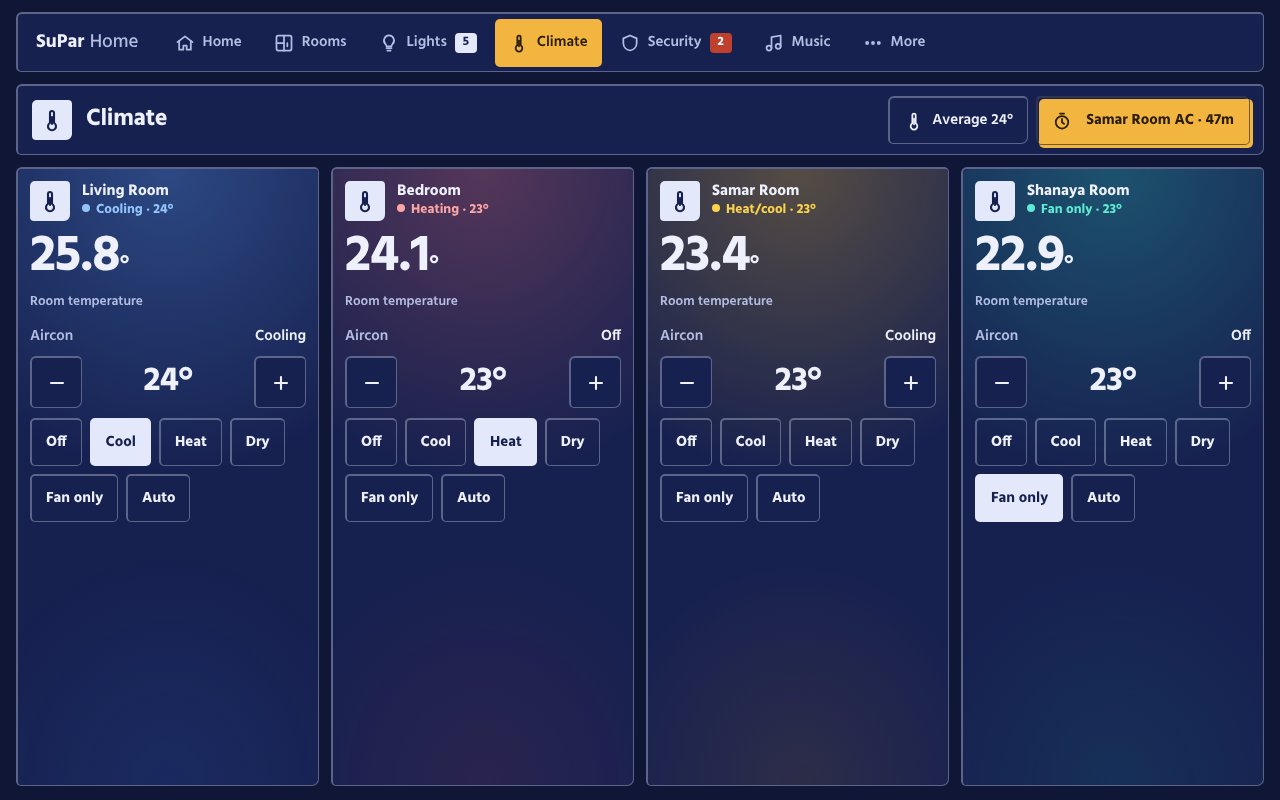 SuPar Home
Home
Rooms
Lights 5
Climate
Security 2
Music
More
Climate
Average 24°
Samar Room AC · 47m
Living Room
Cooling · 24°
25.8°
Room temperature
Aircon Cooling
− 24° +
Off Cool Heat Dry
Fan only Auto
Bedroom
Heating · 23°
24.1°
Room temperature
Aircon Off
− 23° +
Off Cool Heat Dry
Fan only Auto
Samar Room
Heat/cool · 23°
23.4°
Room temperature
Aircon Cooling
− 23° +
Off Cool Heat Dry
Fan only Auto
Shanaya Room
Fan only · 23°
22.9°
Room temperature
Aircon Off
− 23° +
Off Cool Heat Dry
Fan only Auto